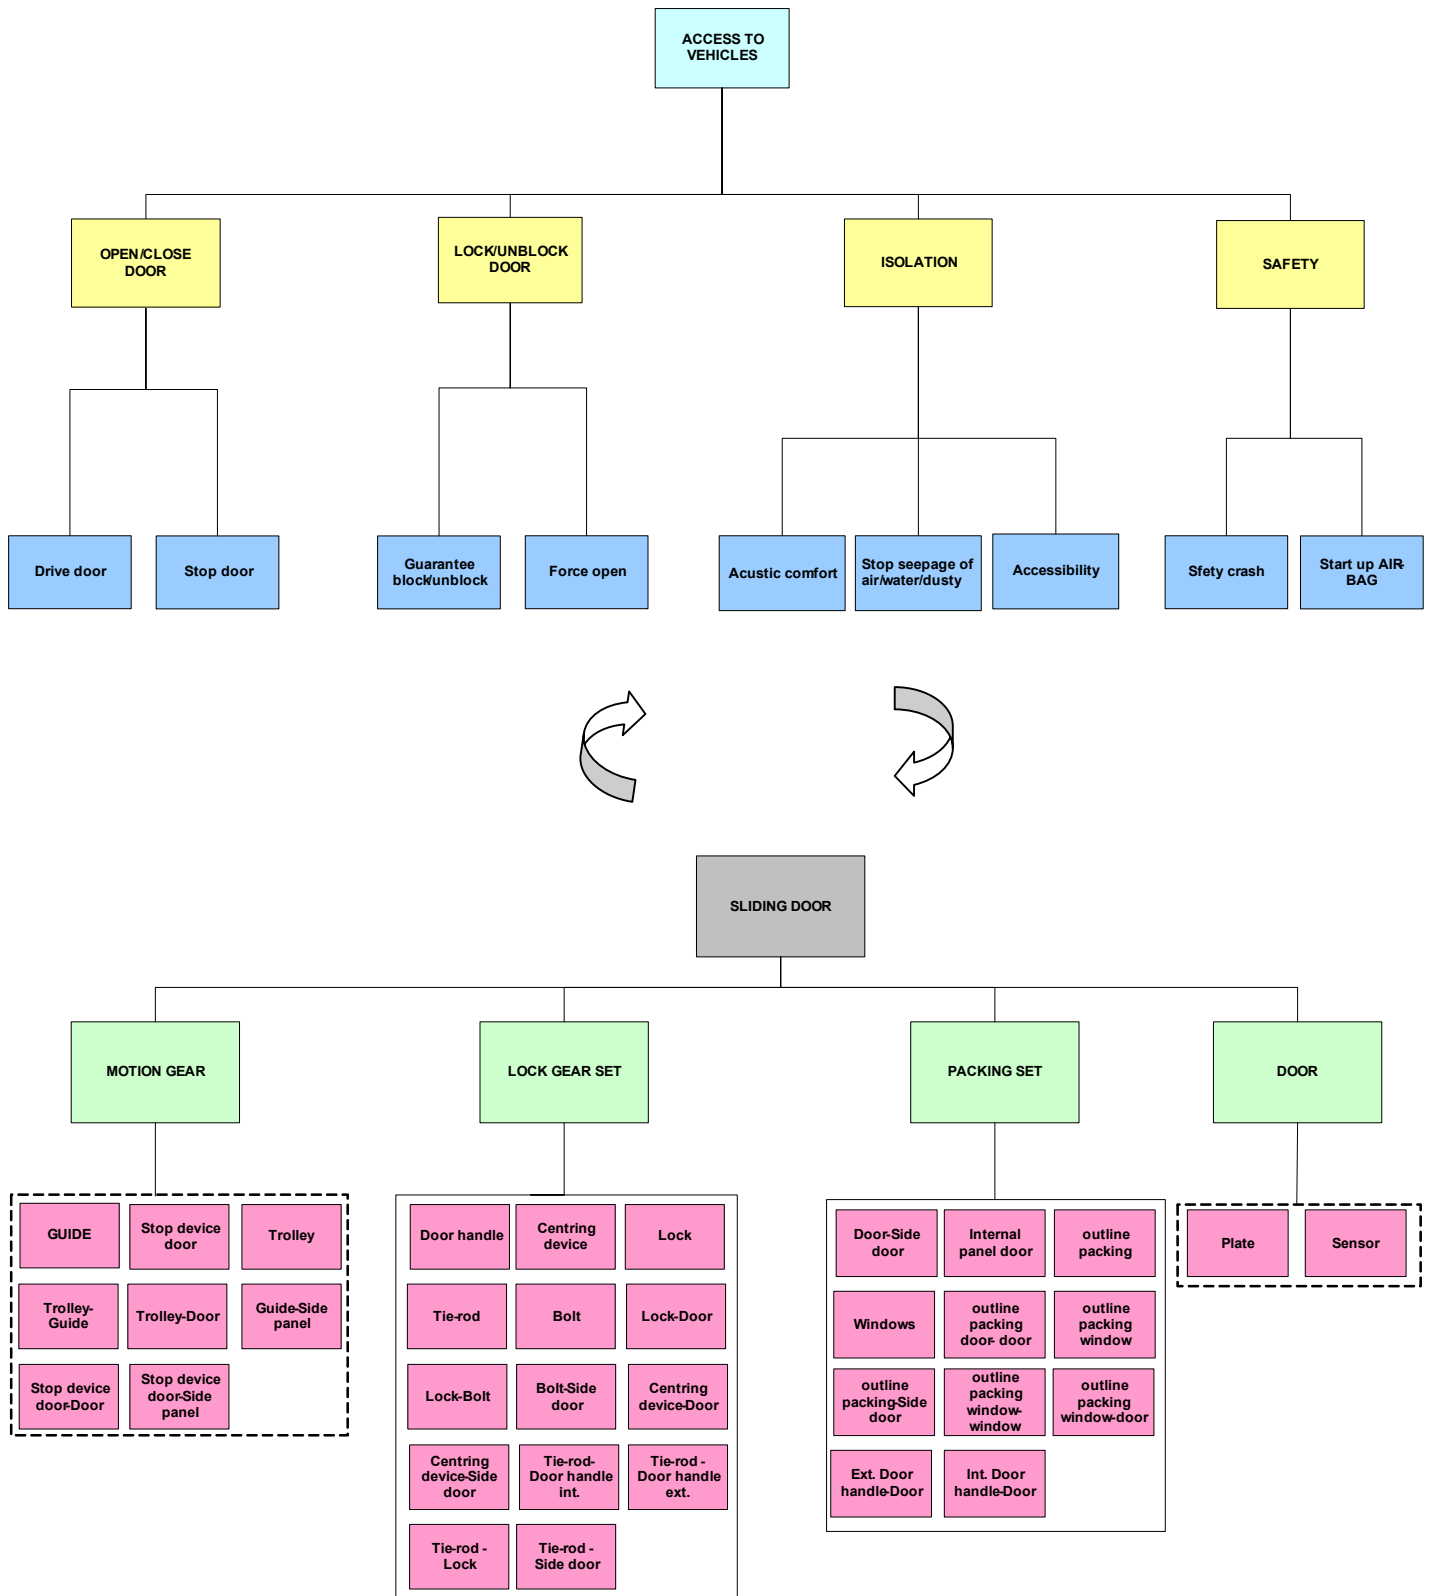 ACCESS TO
VEHICLES
OPEN/CLOSE
DOOR
LOCK/UNBLOCK
DOOR
ISOLATION
SAFETY
Drive door
Stop door
Guarantee
block/unblock
Force open
Acustic comfort
Stop seepage of
air/water/dusty
Accessibility
Sfety crash
Start up AIR-
BAG
SLIDING DOOR
MOTION GEAR
LOCK GEAR SET
PACKING SET
DOOR
GUIDE
Stop device
door
Trolley
Trolley-
Guide
Trolley-Door
Guide-Side
panel
Stop device
door-Door
Stop device
door-Side
panel
Door handle
Centring
device
Lock
Tie-rod
Bolt
Lock-Door
Lock-Bolt
Bolt-Side
door
Centring
device-Door
Centring
device-Side
door
Tie-rod-
Door handle
int.
Tie-rod -
Door handle
ext.
Tie-rod -
Lock
Tie-rod -
Side door
Door-Side
door
Internal
panel door
outline
packing
Windows
outline
packing
door- door
outline
packing
window
outline
packing-Side
door
outline
packing
window-
window
outline
packing
window-door
Ext. Door
handle-Door
Int. Door
handle-Door
Plate
Sensor